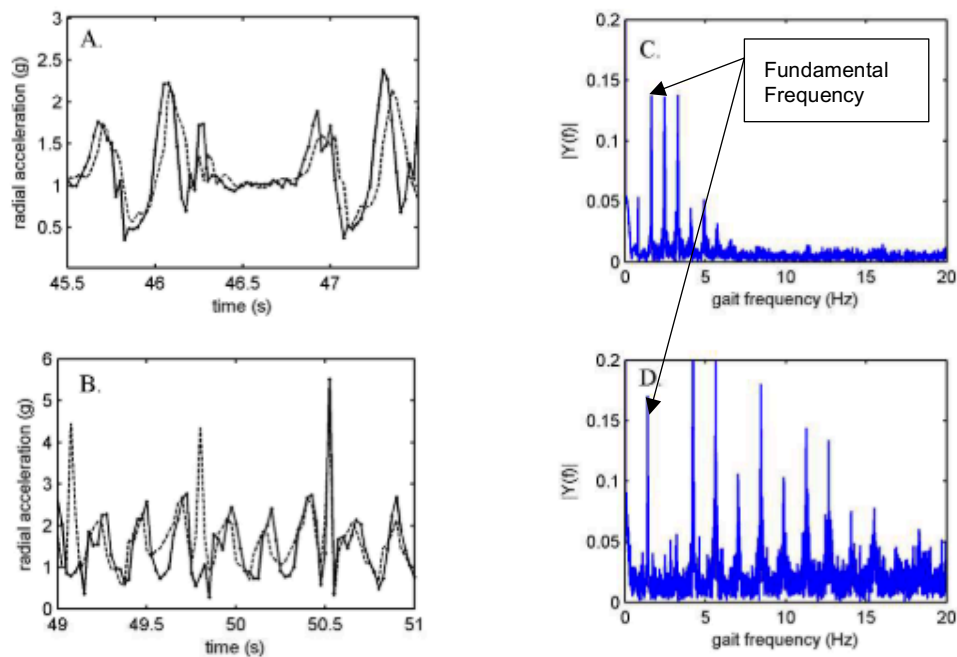 A.
3
2.5
2
1.5
1
0.5
0
radial acceleration (g)
45.5 46 46.5 47
time (s)
C.
0.2
0.15
0.1
0.05
0
|Y(f)|
0 5 10 15 20
gait frequency (Hz)
Fundamental
Frequency
B.
6
5
4
3
2
1
0
radial acceleration (g)
49 49.5 50 50.5 51
time (s)
D.
0.2
0.15
0.1
0.05
0
|Y(f)|
0 5 10 15 20
gait frequency (Hz)